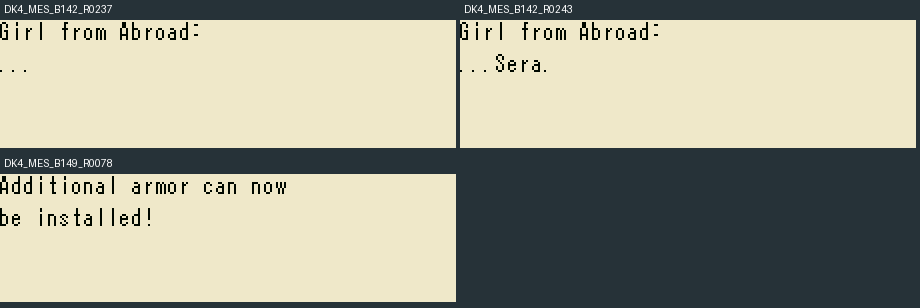 DK4_MES_B142_R0237
Girl from Abroad:
...
DK4_MES_B142_R0243
Girl from Abroad:
...Sera.
DK4_MES_B149_R0078
Additional armor can now
be installed!